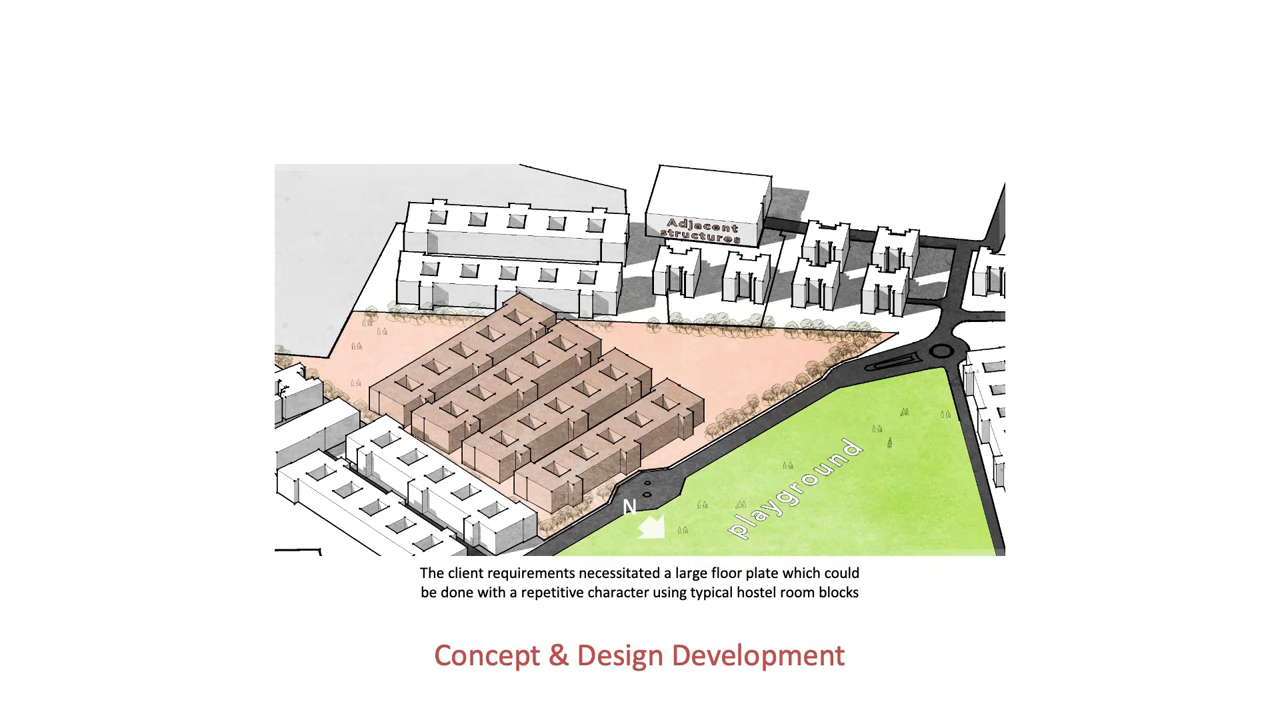 Adjacent
structures
playground
N
The client requirements necessitated a large floor plate which could
be done with a repetitive character using typical hostel room blocks
Concept & Design Development